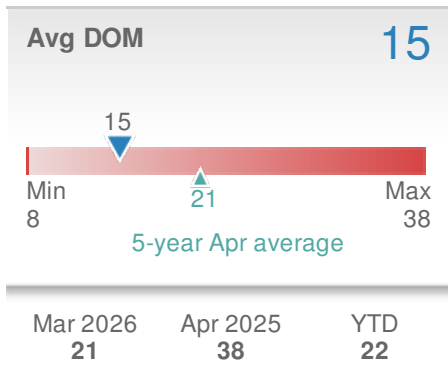 Avg DOM 15
15
Min Max
8 21 38
5-year Apr average
Mar 2026 Apr 2025 YTD
21 38 22